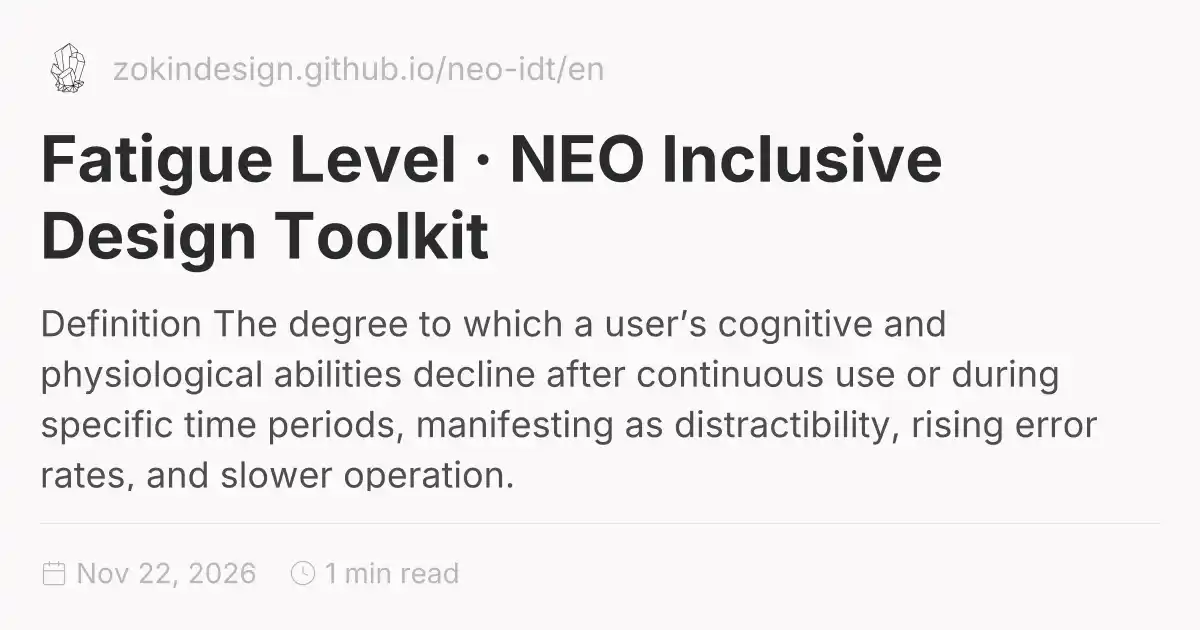 zokindesign.github.io/neo-idt/en
Fatigue Level · NEO Inclusive
Design Toolkit
Definition The degree to which a user’s cognitive and
physiological abilities decline after continuous use or during
specific time periods, manifesting as distractibility, rising error
rates, and slower operation.
Nov 22, 2026 1 min read